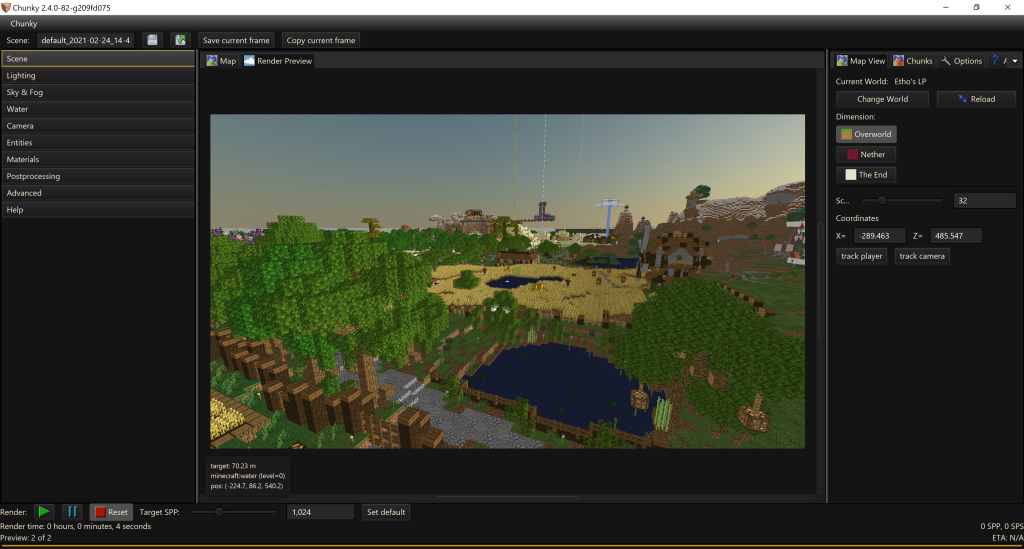 Chunky 2.4.0-82-g209fd075
Chunky
Scene: default_2021-02-24_14-4 Save current frame Copy current frame
Scene
Lighting
Sky & Fog
Water
Camera
Entities
Materials
Postprocessing
Advanced
Help
Map Render Preview
target: 70.23 m
minecraft:water (level=0)
pos: (-224.7, 86.2, 540.2)
Map View Chunks Options ?
Current World: Etho's LP
Change World Reload
Dimension:
Overworld
Nether
The End
Sc.. 32
Coordinates
X= -289.463 Z= 485.547
track player track camera
Render: Reset Target SPP: 1,024 Set default
Render time: 0 hours, 0 minutes, 4 seconds 0 SPP, 0 SPS
Preview: 2 of 2 ETA: N/A